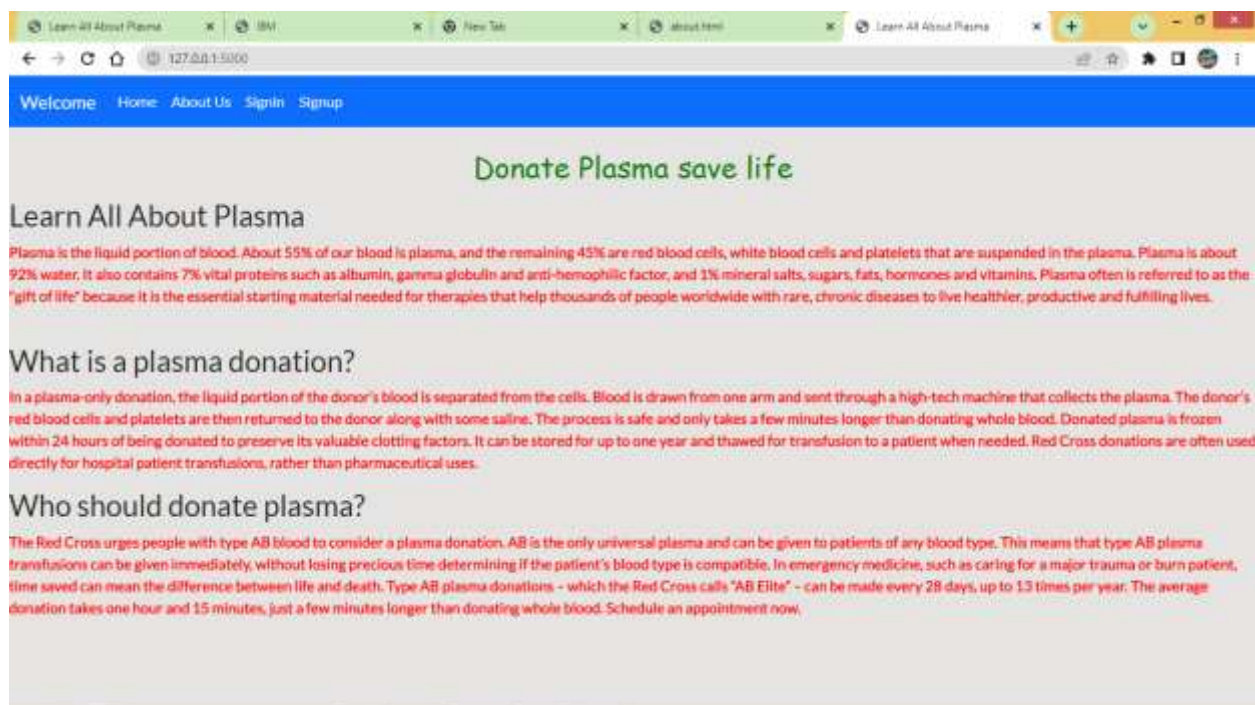 Learn All About Plasma
IBM
New Tab
about.html
Learn All About Plasma
127.0.0.1:5000
Welcome Home About Us Signin Signup
Donate Plasma save life
Learn All About Plasma
Plasma is the liquid portion of blood. About 55% of our blood is plasma, and the remaining 45% are red blood cells, white blood cells and platelets that are suspended in the plasma. Plasma is about
92% water. It also contains 7% vital proteins such as albumin, gamma globulin and anti-hemophilic factor, and 1% mineral salts, sugars, fats, hormones and vitamins. Plasma often is referred to as the
"gift of life" because it is the essential starting material needed for therapies that help thousands of people worldwide with rare, chronic diseases to live healthier, productive and fulfilling lives.
What is a plasma donation?
In a plasma-only donation, the liquid portion of the donor's blood is separated from the cells. Blood is drawn from one arm and sent through a high-tech machine that collects the plasma. The donor's
red blood cells and platelets are then returned to the donor along with some saline. The process is safe and only takes a few minutes longer than donating whole blood. Donated plasma is frozen
within 24 hours of being donated to preserve its valuable clotting factors. It can be stored for up to one year and thawed for transfusion to a patient when needed. Red Cross donations are often used
directly for hospital patient transfusions, rather than pharmaceutical uses.
Who should donate plasma?
The Red Cross urges people with type AB blood to consider a plasma donation. AB is the only universal plasma and can be given to patients of any blood type. This means that type AB plasma
transfusions can be given immediately, without losing precious time determining if the patient's blood type is compatible. In emergency medicine, such as caring for a major trauma or burn patient,
time saved can mean the difference between life and death. Type AB plasma donations – which the Red Cross calls "AB Elite" – can be made every 28 days, up to 13 times per year. The average
donation takes one hour and 15 minutes, just a few minutes longer than donating whole blood. Schedule an appointment now.